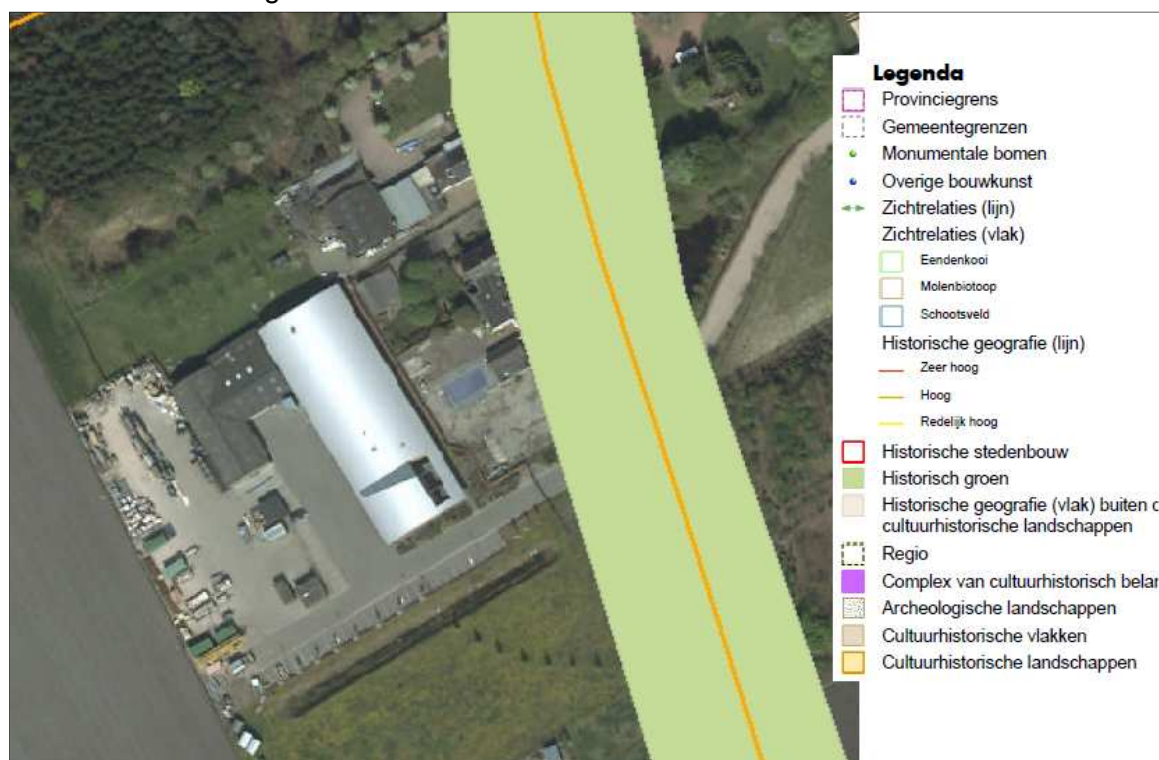 Legenda
Provinciegrens
Gemeentegrenzen
Monumentale bomen
Overige bouwkunst
Zichtrelaties (lijn)
Zichtrelaties (vlak)
Eendenkooi
Molenbiotoop
Schootsveld
Historische geografie (lijn)
Zeer hoog
Hoog
Redelijk hoog
Historische stedenbouw
Historisch groen
Historische geografie (vlak) buiten
cultuurhistorische landschappen
Regio
Complex van cultuurhistorisch
Archeologische landschappen
Cultuurhistorische vlakken
Cultuurhistorische landschappen